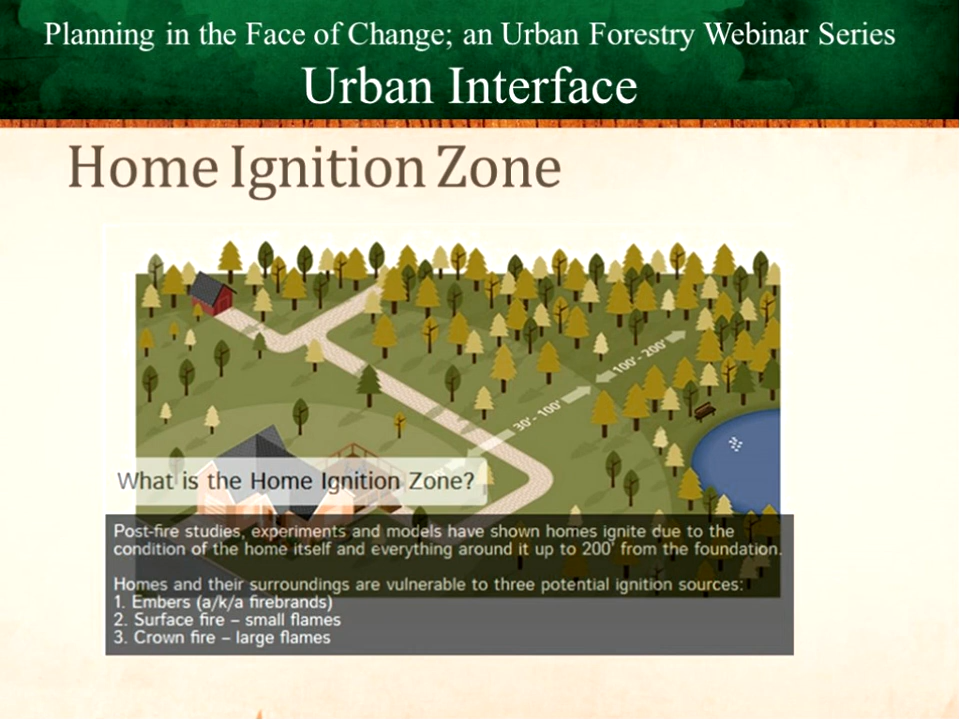 Planning in the Face of Change; an Urban Forestry Webinar Series
Urban Interface
Home Ignition Zone
100'- 200'
30'- 100'
What is the Home Ignition Zone?
Post-fire studies, experiments and models have shown homes ignite due to the
condition of the home itself and everything around it up to 200' from the foundation.
Homes and their surroundings are vulnerable to three potential ignition sources:
1. Embers (a/k/a firebrands)
2. Surface fire – small flames
3. Crown fire – large flames